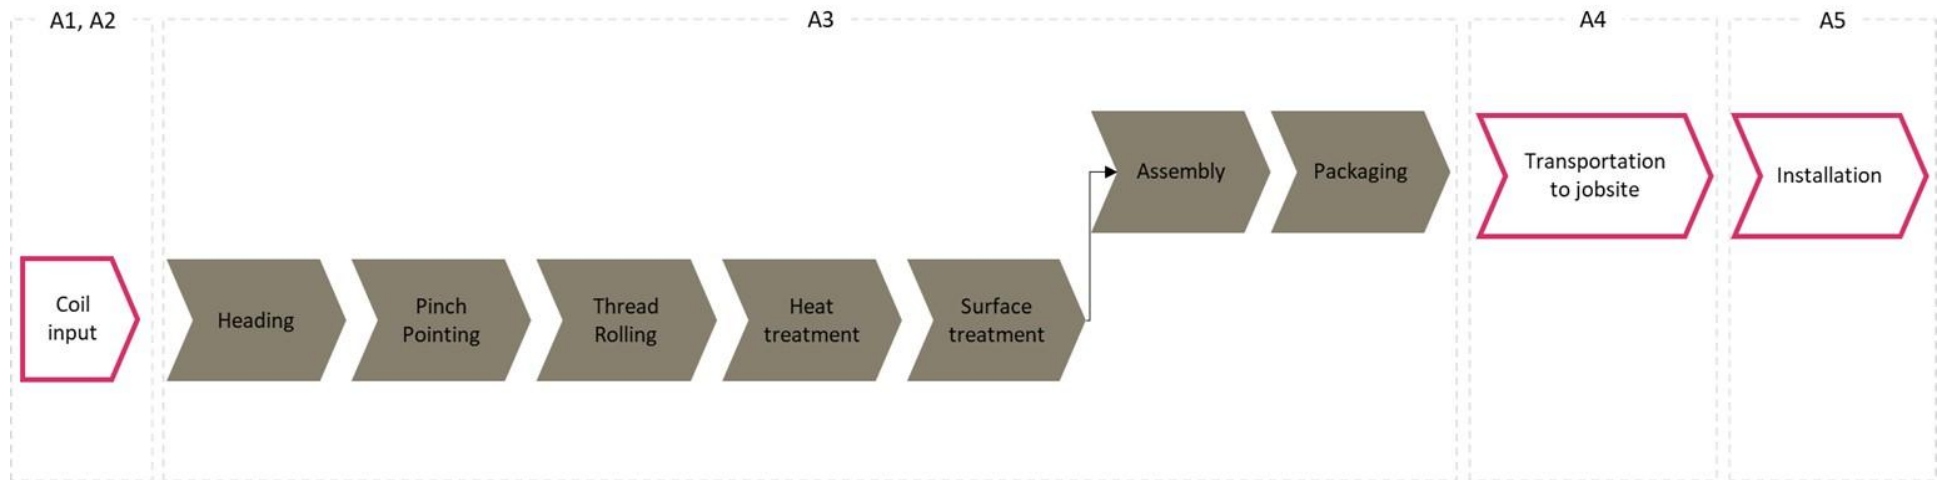 A1, A2
A3
A4
A5
Assembly
Packaging
Transportation
to jobsite
Installation
Coil
input
Heading
Pinch
Pointing
Thread
Rolling
Heat
treatment
Surface
treatment